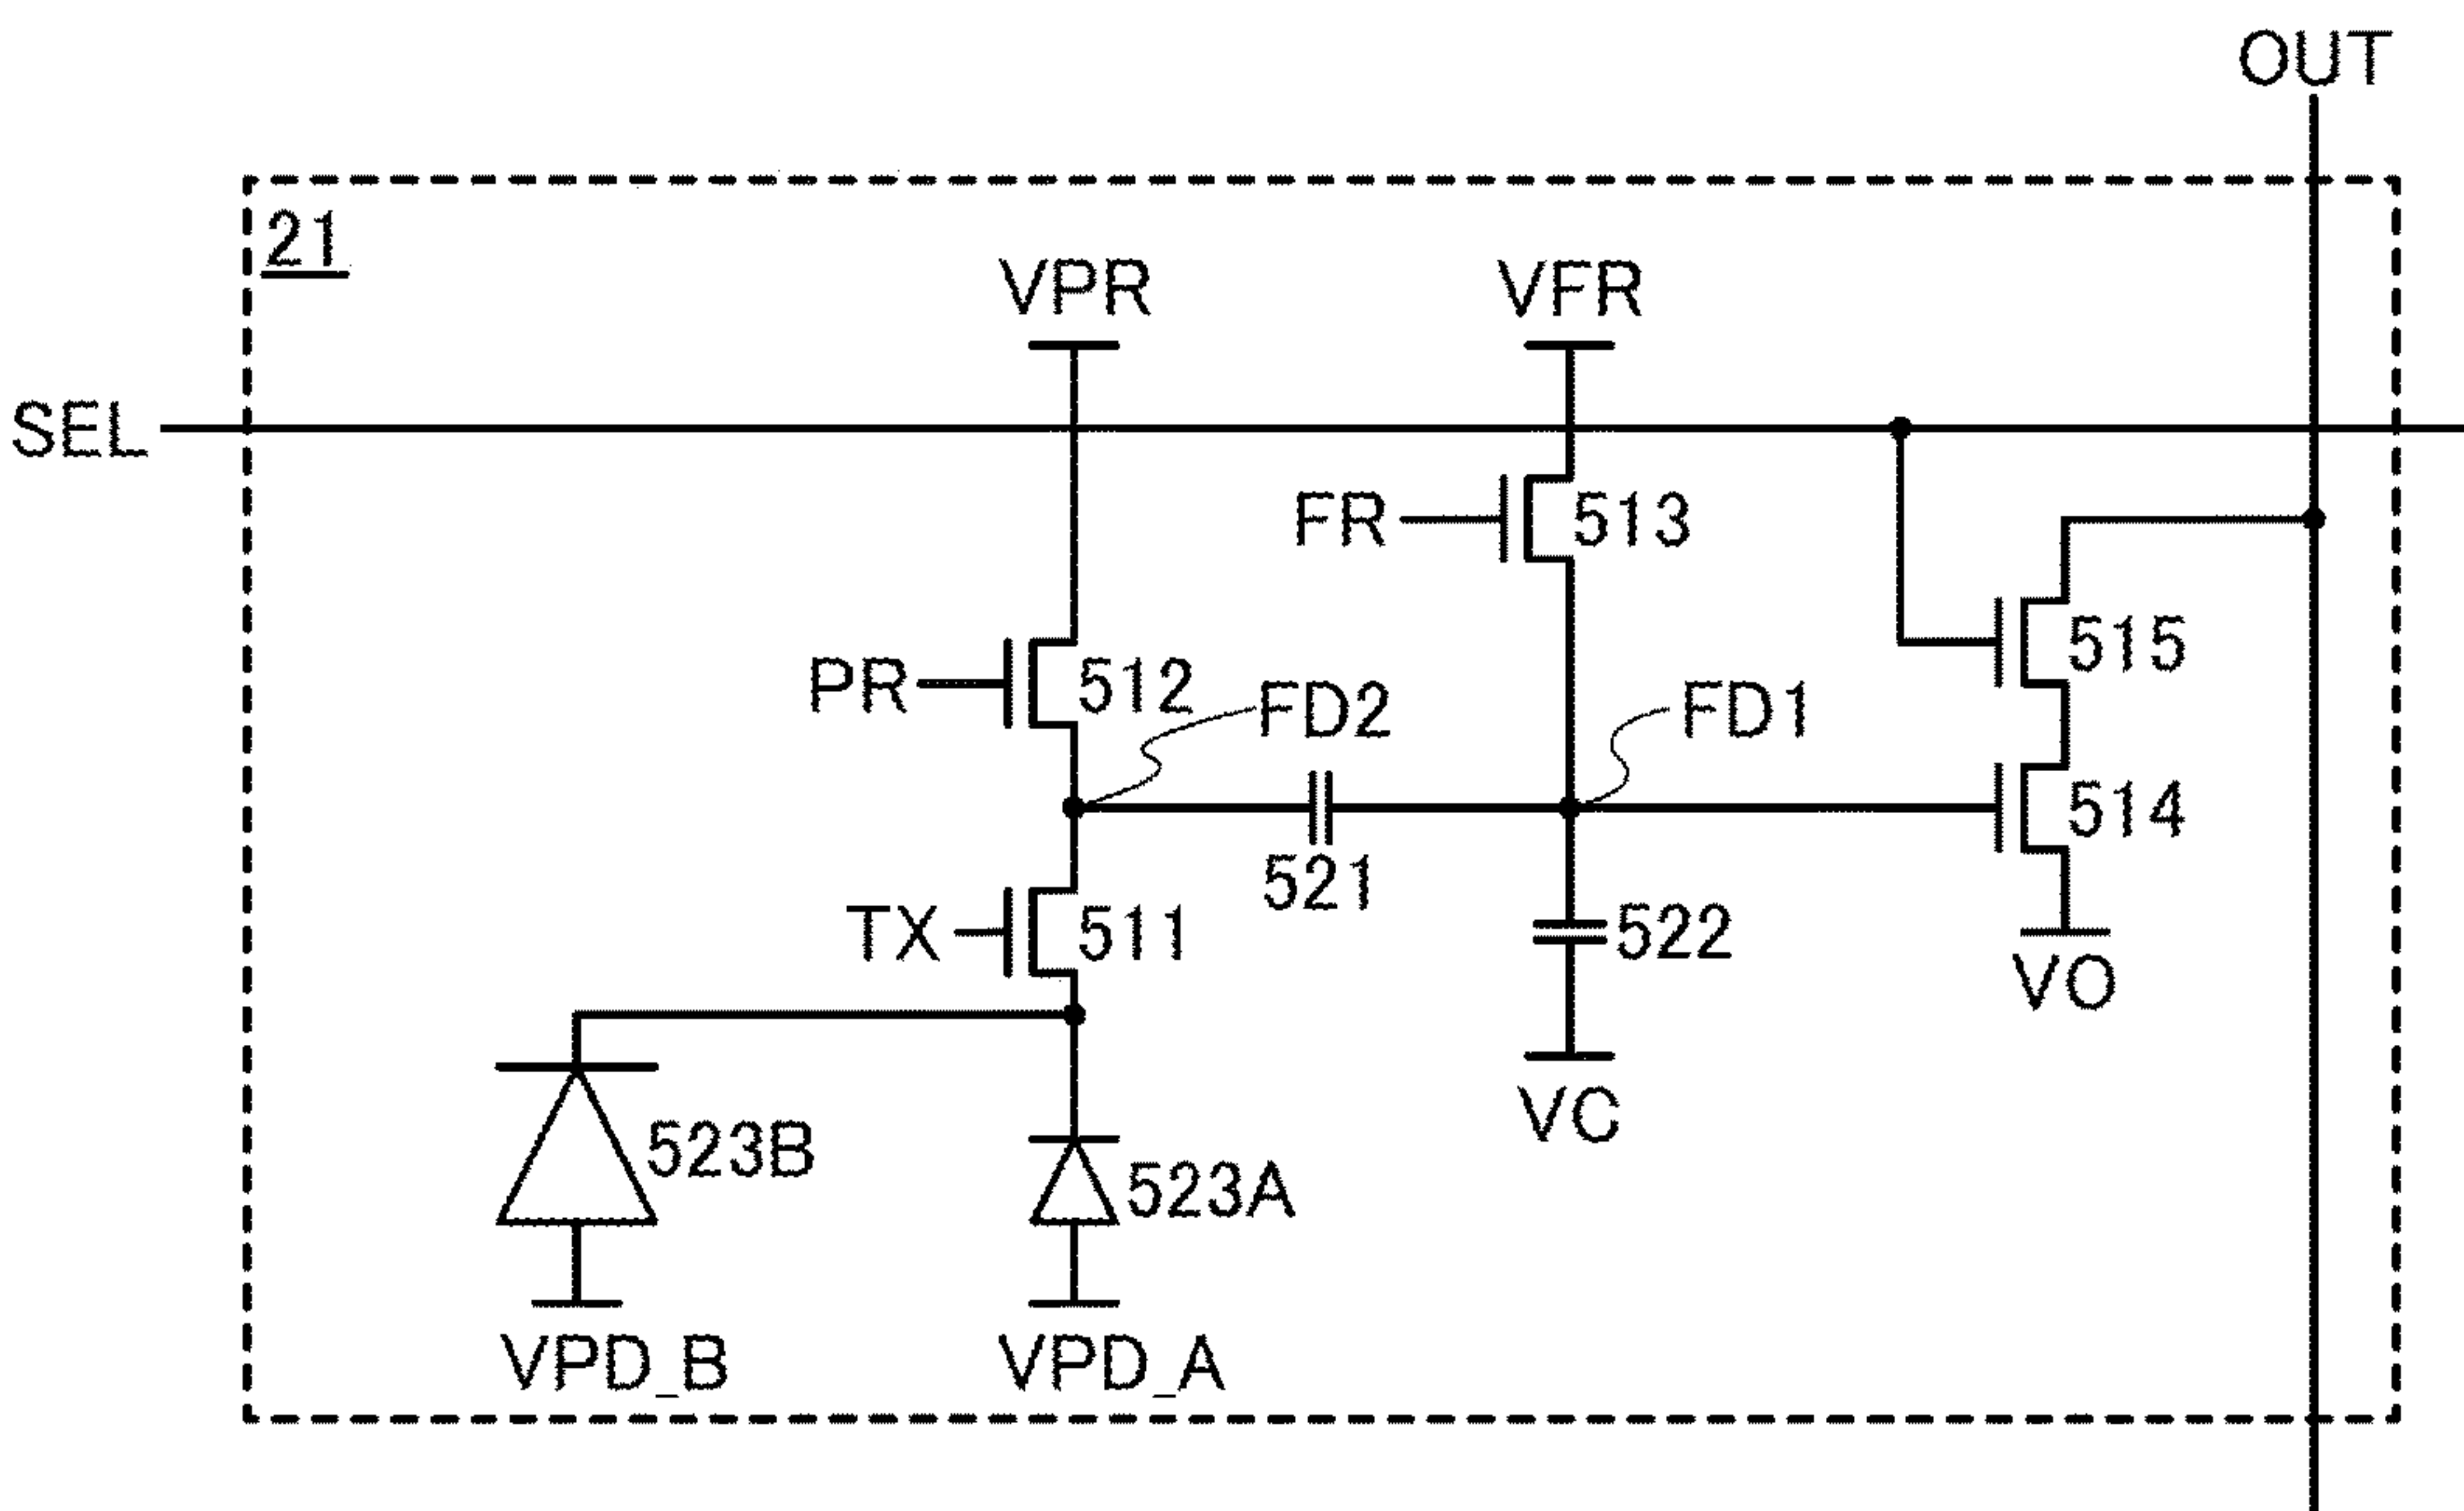 OUT
21
VPR
VFR
SEL
FR
513
515
PR
512
FD2
FD1
514
521
TX
511
522
VO
VC
523B
523A
VPD_B
VPD_A